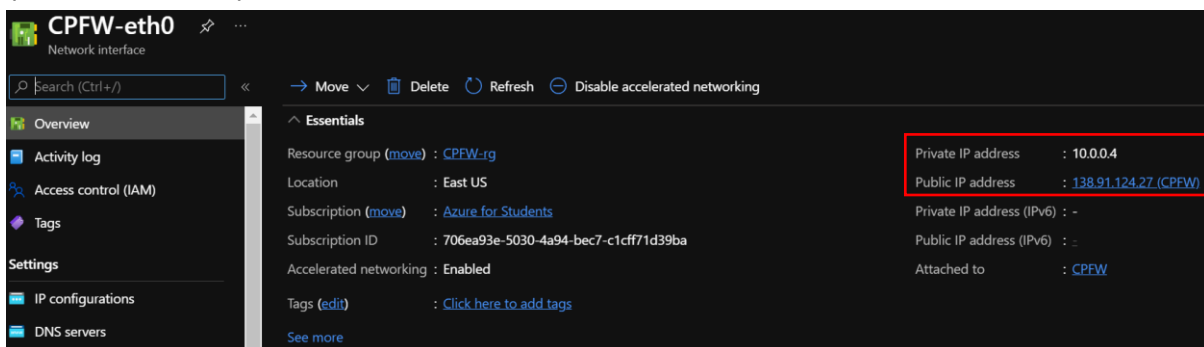 CPFW-eth0
Network interface
Search (Ctrl+/)
Overview
Activity log
Access control (IAM)
Tags
Settings
IP configurations
DNS servers
Move Delete Refresh Disable accelerated networking
Essentials
Resource group (move) : CPFW-rg
Location : East US
Subscription (move) : Azure for Students
Subscription ID : 706ea93e-5030-4a94-bec7-c1cff71d39ba
Accelerated networking : Enabled
Tags (edit) : Click here to add tags
See more
Private IP address : 10.0.0.4
Public IP address : 138.91.124.27 (CPFW)
Private IP address (IPv6) : -
Public IP address (IPv6) : -
Attached to : CPFW